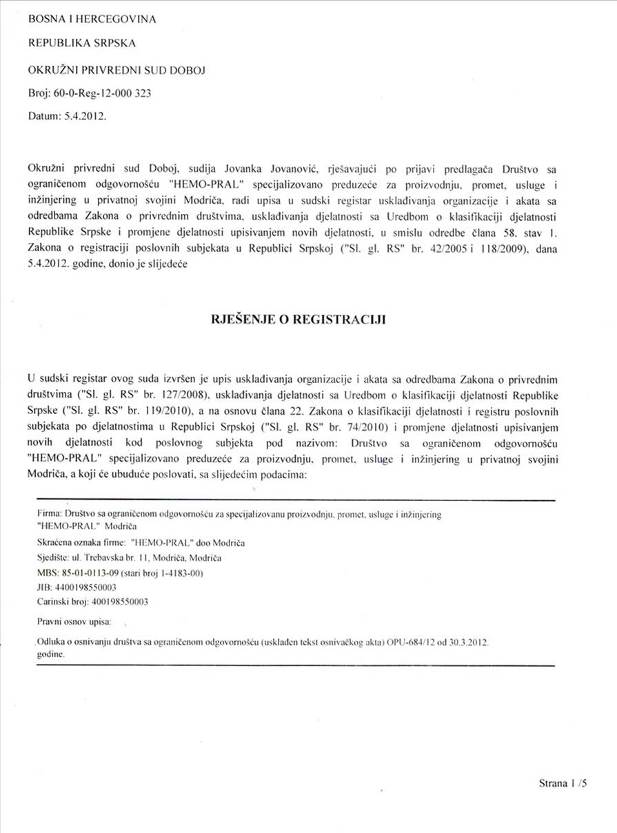 BOSNA I HERCEGOVINA
REPUBLIKA SRPSKA
OKRUŽNI PRIVREDNI SUD DOBOJ
Broj: 60-0-Reg-12-000 323
Datum: 5.4.2012.
Okružni privredni sud Doboj, sudija Jovanka Jovanović, rješavajući po prijavi predlagača Društvo sa
ograničenom odgovornošću "HEMO-PRAL" specijalizovano preduzeće za proizvodnju, promet, usluge i
inžinjering u privatnoj svojini Modriča, radi upisa u sudski registar usklađivanja organizacije i akata sa
odredbama Zakona o privrednim društvima, usklađivanja djelatnosti sa Uredbom o klasifikaciji djelatnosti
Republike Srpske i promjene djelatnosti upisivanjem novih djelatnosti, u smislu odredbe člana 58. stav 1.
Zakona o registraciji poslovnih subjekata u Republici Srpskoj ("Sl. gl. RS" br. 42/2005 i 118/2009), dana
5.4.2012. godine, donio je slijedeće
RJEŠENJE O REGISTRACIJI
U sudski registar ovog suda izvršen je upis usklađivanja organizacije i akata sa odredbama Zakona o privrednim
društvima ("Sl. gl. RS" br. 127/2008), usklađivanja djelatnosti sa Uredbom o klasifikaciji djletnosti Republike
Srpske ("Sl. gl. RS" br. 119/2010), a na osnovu člana 22. Zakona o klasifikaciji djelatnosti i registru poslovnih
subjekata po djelatnostima u Republici Srpskoj ("Sl. gl. RS" br. 74/2010) i promjene djelatnosti upisivanjem
novih djelatnosti kod poslovnog subjekta pod nazivom: Društvo sa ograničenom odgovornošću
"HEMO-PRAL" specijalizovano preduzeće za proizvodnju, promet, usluge i inžinjering u privatnoj svojini
Modriča, a koji će ubuduće poslovati, sa slijedećim podacima:
Firma: Društvo sa ograničenom odgovornošću za specijalizovanu proizvodnju, promet, usluge i inžinjering
"HEMO-PRAL" Modriča
Skraćena oznaka firme: "HEMO-PRAL" doo Modriča
Sjedište: ul. Trebavska br. 11, Modriča, Modriča
MBS: 85-01-0113-09 (stari broj 1-4183-00)
JIB: 4400198550003
Carinski broj: 400198550003
Pravni osnov upisa:
Odluka o osnivanju društva sa ograničenom odgovornošću (usklađen tekst osnivačkog akta) OPU-684/12 od 30.3.2012.
godine.
Strana 1 /5